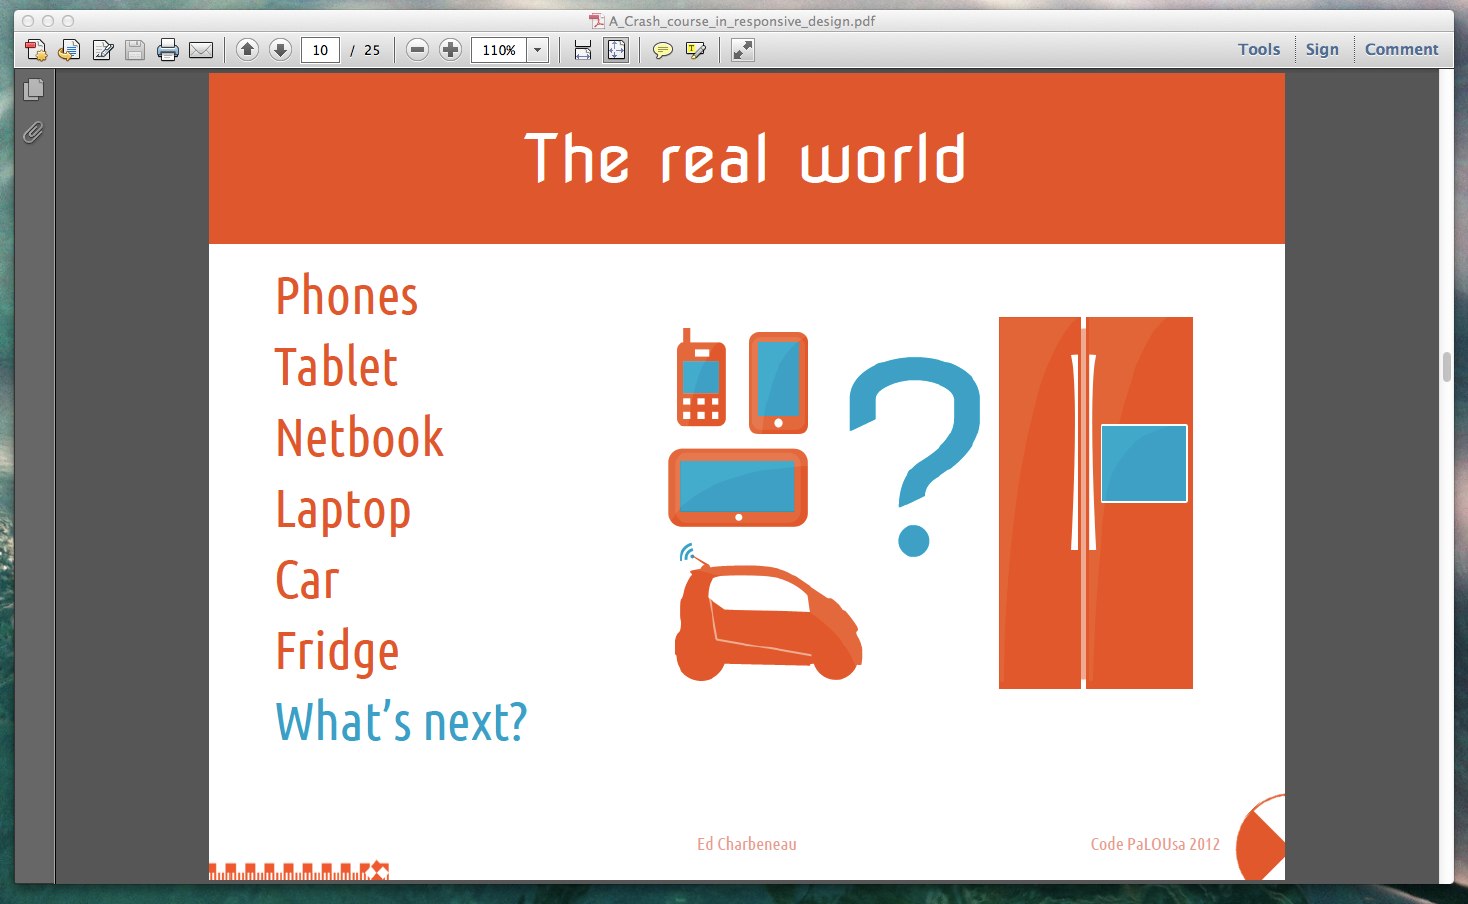 A_Crash_course_in_responsive_design.pdf
10 / 25 110% Tools Sign Comment
The real world
Phones
Tablet
Netbook
Laptop
Car
Fridge
What's next?
Ed Charbeneau Code PaLOUsa 2012